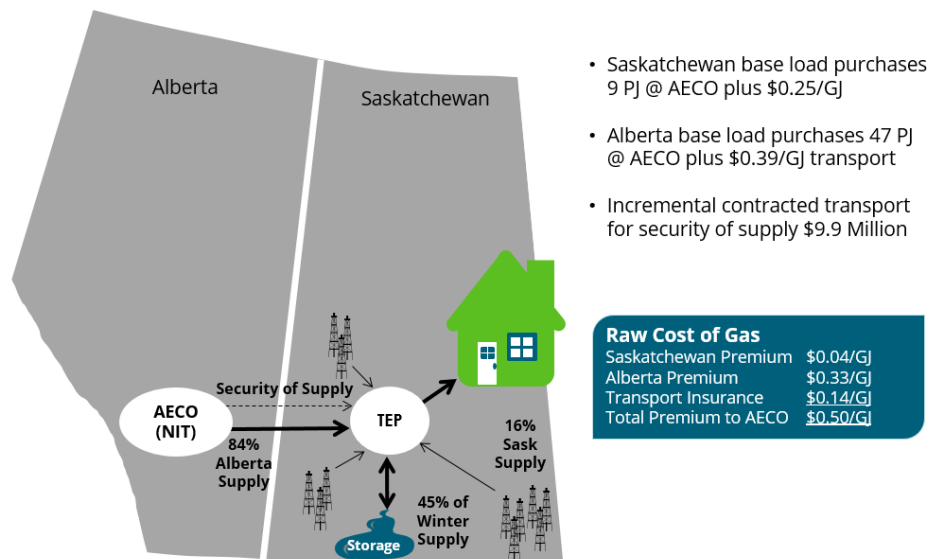 Alberta
Saskatchewan
• Saskatchewan base load purchases
9 PJ @ AECO plus $0.25/GJ
• Alberta base load purchases 47 PJ
@ AECO plus $0.39/GJ transport
• Incremental contracted transport
for security of supply $9.9 Million
Raw Cost of Gas
Saskatchewan Premium $0.04/GJ
Alberta Premium $0.33/GJ
Transport Insurance $0.14/GJ
Total Premium to AECO $0.50/GJ
Security of Supply
AECO
(NIT)
TEP
84%
Alberta
Supply
16%
Sask
Supply
45% of
Winter
Supply
Storage